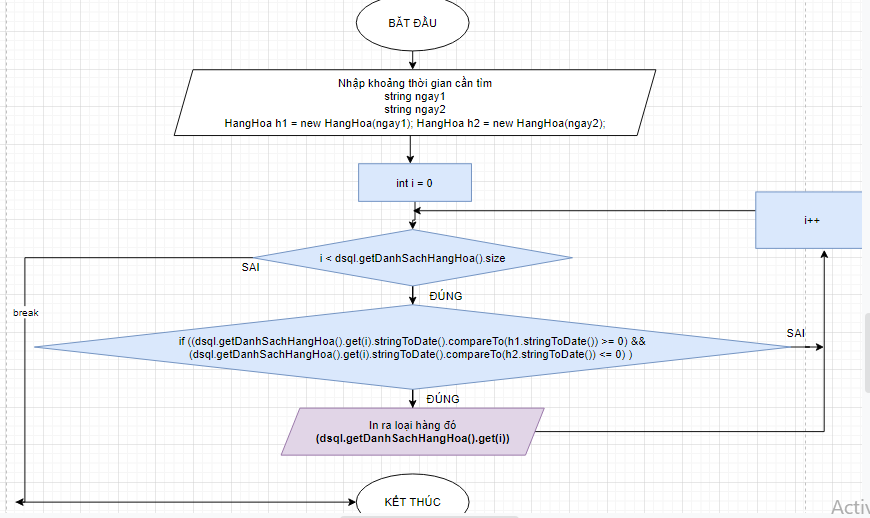 BẮT ĐẦU
Nhập khoảng thời gian cần tìm
string ngay1
string ngay2
HangHoa h1 = new HangHoa(ngay1); HangHoa h2 = new HangHoa(ngay2);
int i = 0
i++
i < dsql.getDanhSachHangHoa().size
SAI
ĐÚNG
break
if ((dsql.getDanhSachHangHoa().get(i).stringToDate().compareTo(h1.stringToDate()) >= 0) &&
(dsql.getDanhSachHangHoa().get(i).stringToDate().compareTo(h2.stringToDate()) <= 0) )
SAI
ĐÚNG
In ra loại hàng đó
(dsql.getDanhSachHangHoa().get(i))
KẾT THÚC
Activ